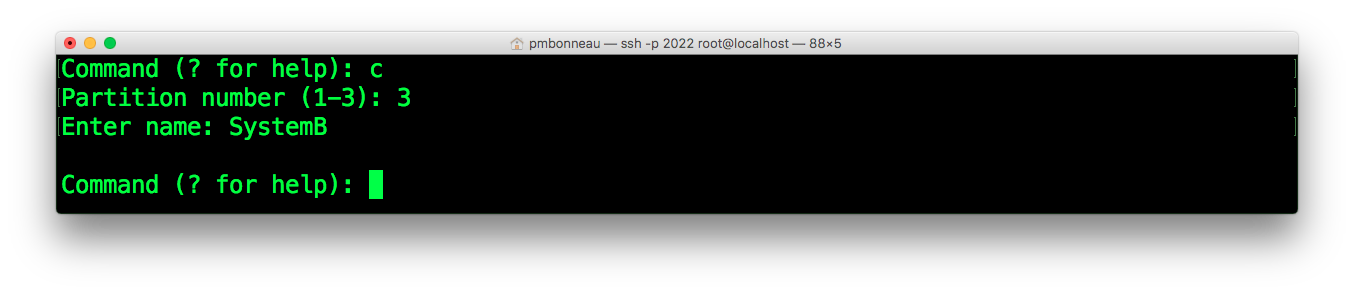 pmbonneau — ssh -p 2022 root@localhost — 88×5
Command (? for help): c
Partition number (1-3): 3
Enter name: SystemB
Command (? for help):